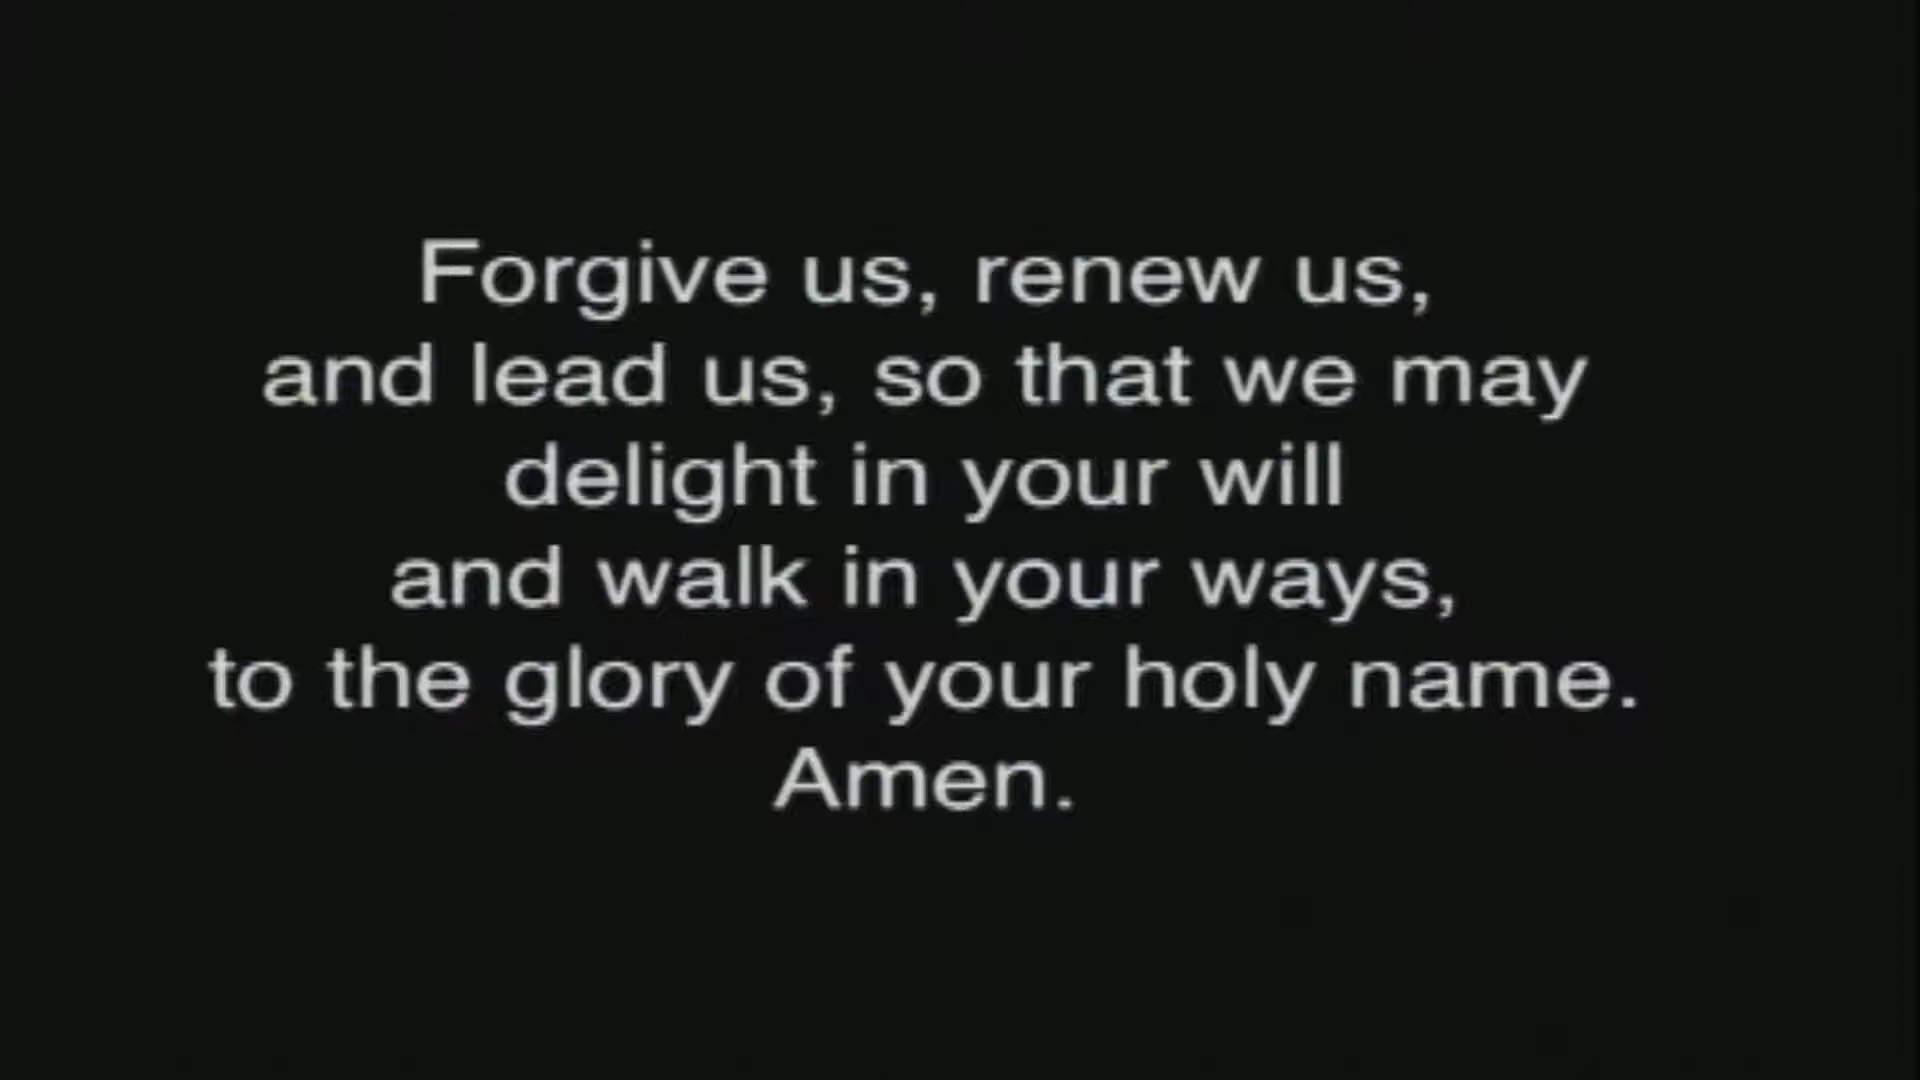 Forgive us, renew us,
and lead us, so that we may
delight in your will
and walk in your ways,
to the glory of your holy name.
Amen.